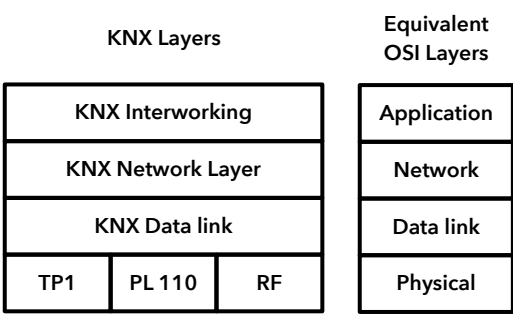 KNX Layers
Equivalent
OSI Layers
KNX Interworking
Application
KNX Network Layer
Network
KNX Data link
Data link
TP1 PL 110 RF
Physical